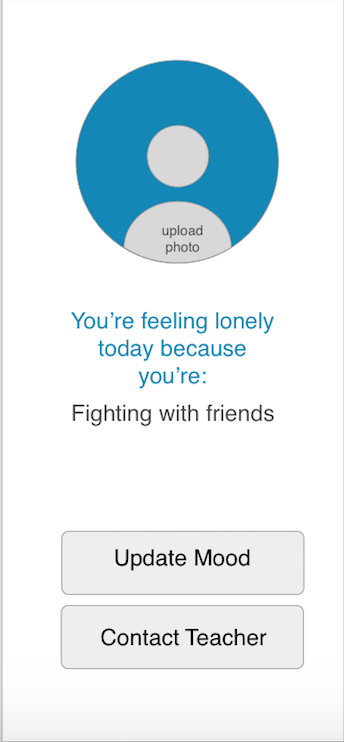 upload
photo
You’re feeling lonely
today because
you’re:
Fighting with friends
Update Mood
Contact Teacher